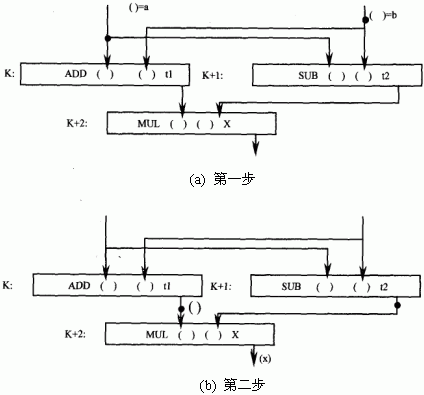 ( )=a ( )=b
K: ADD ( ) ( ) t1 K+1: SUB ( ) ( ) t2
K+2: MUL ( ) ( ) X
(a) 第一步
K: ADD ( ) ( ) t1 K+1: SUB ( ) ( ) t2
( )
K+2: MUL ( ) ( ) X
(x)
(b) 第二步